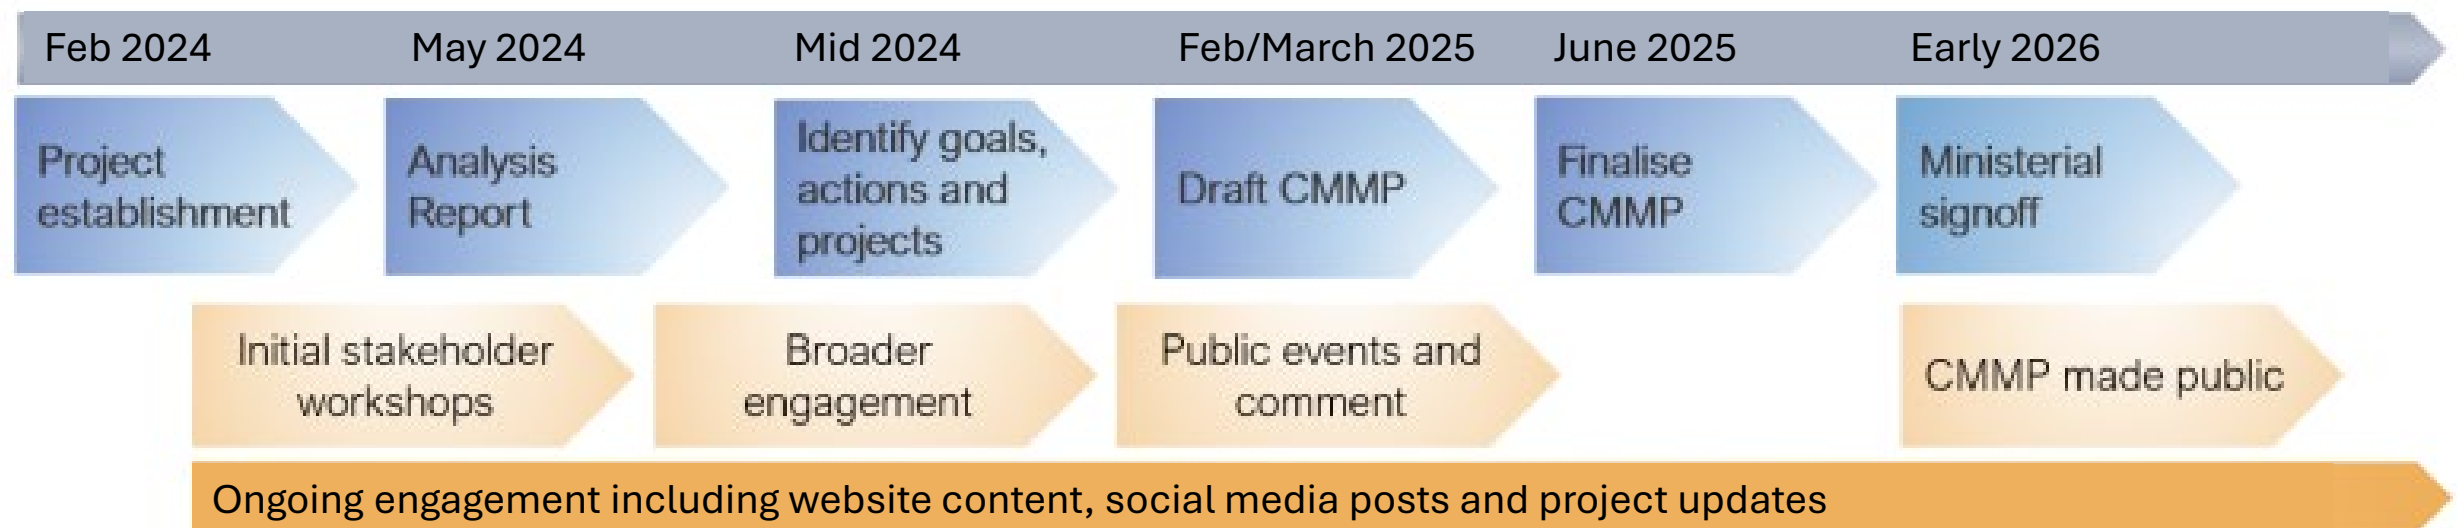 Feb 2024
May 2024
Mid 2024
Feb/March 2025
June 2025
Early 2026
Project
establishment
Analysis
Report
Identify goals,
actions and
projects
Draft CMMP
Finalise
CMMP
Ministerial
signoff
Initial stakeholder
workshops
Broader
engagement
Public events and
comment
CMMP made public
Ongoing engagement including website content, social media posts and project updates